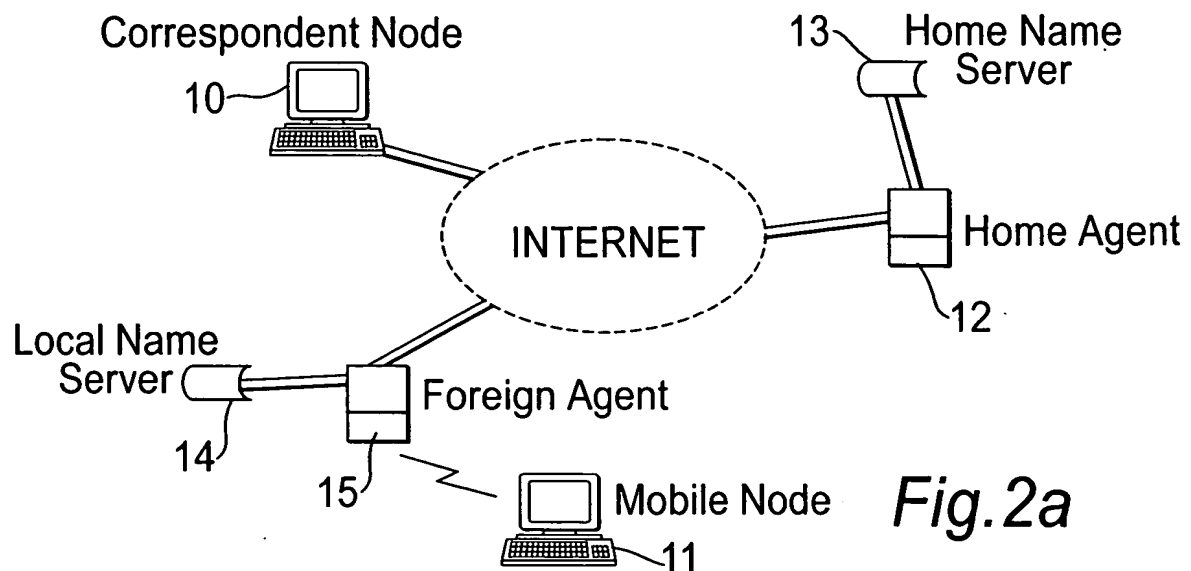 Correspondent Node
10
13
Home Name
Server
INTERNET
Home Agent
12
Local Name
Server
14
Foreign Agent
15
Mobile Node
11
Fig.2a